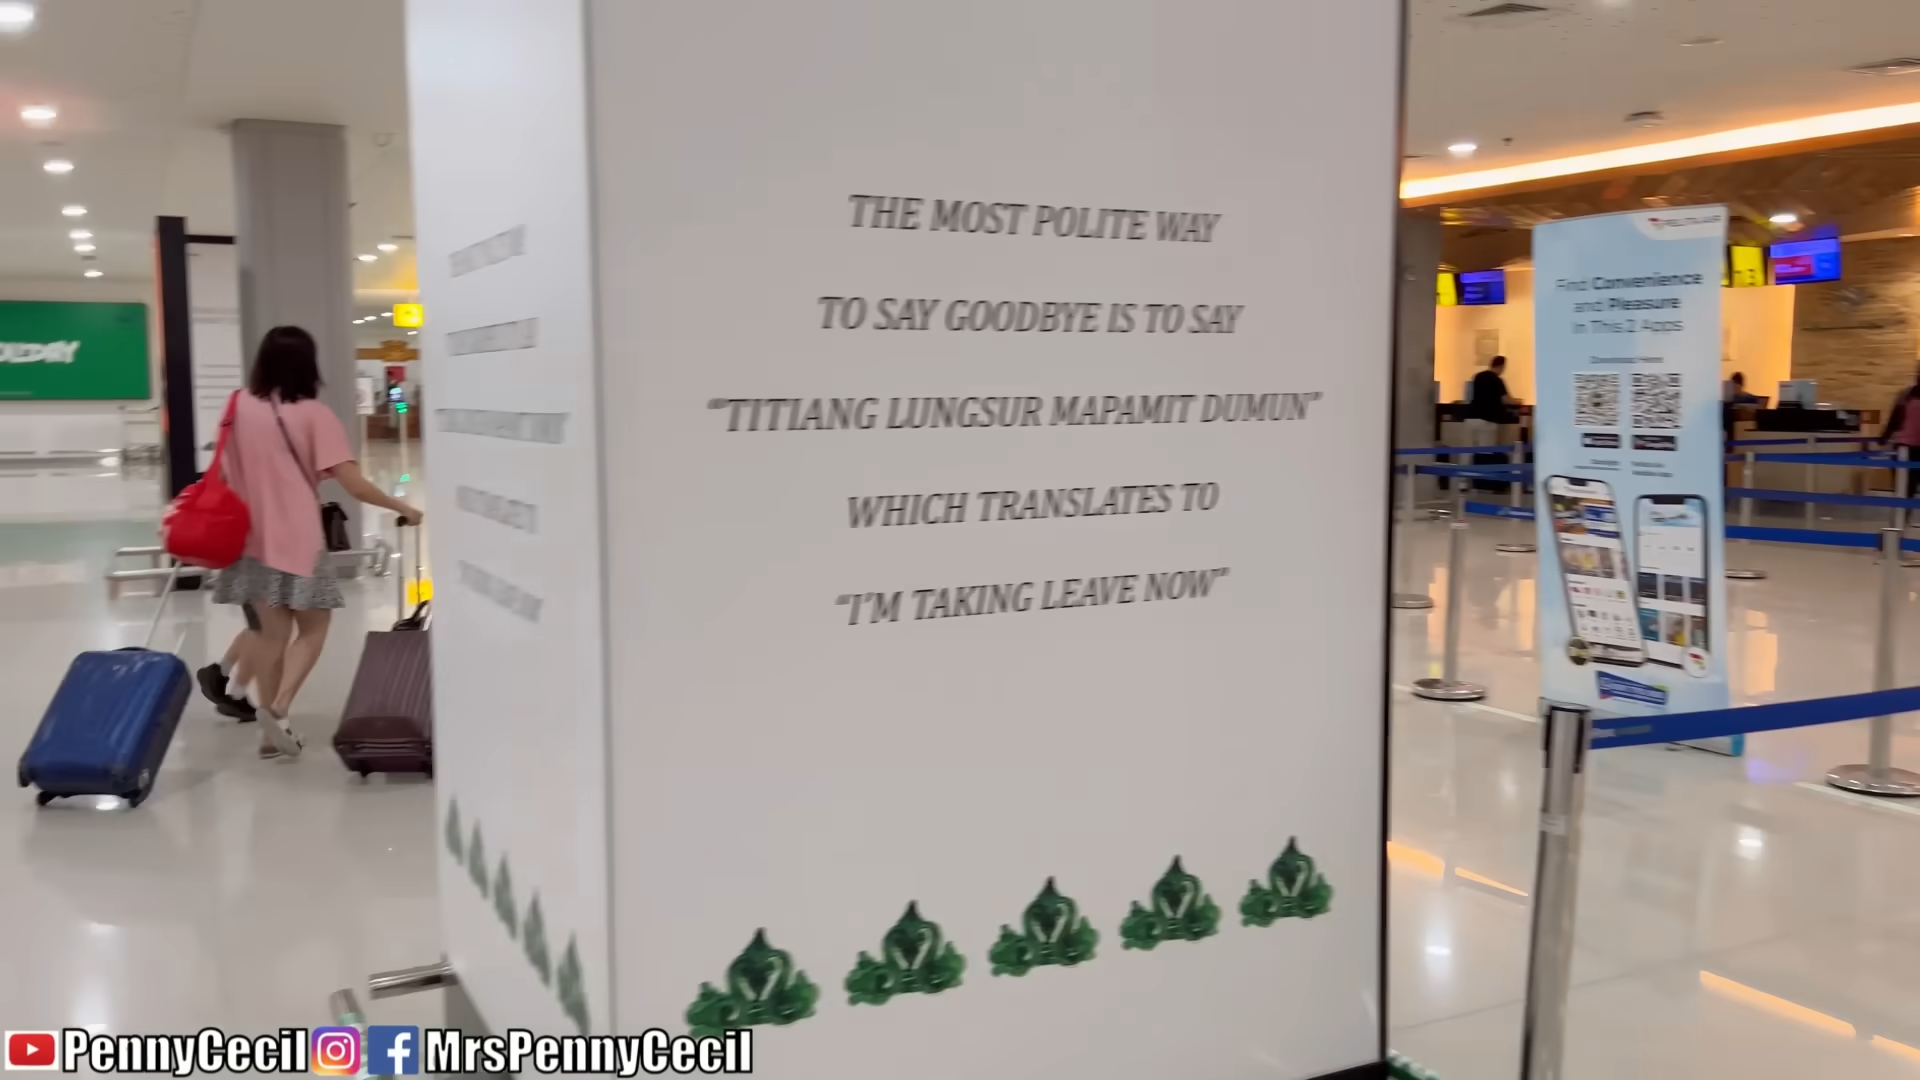 THE MOST POLITE WAY
TO SAY GOODBYE IS TO SAY
“TITIANG LUNGSUR MAPAMIT DUMUN”
WHICH TRANSLATES TO
“I’M TAKING LEAVE NOW”
Find Convenience
and Pleasure
in This 2 Apps
PennyCecil
MrsPennyCecil